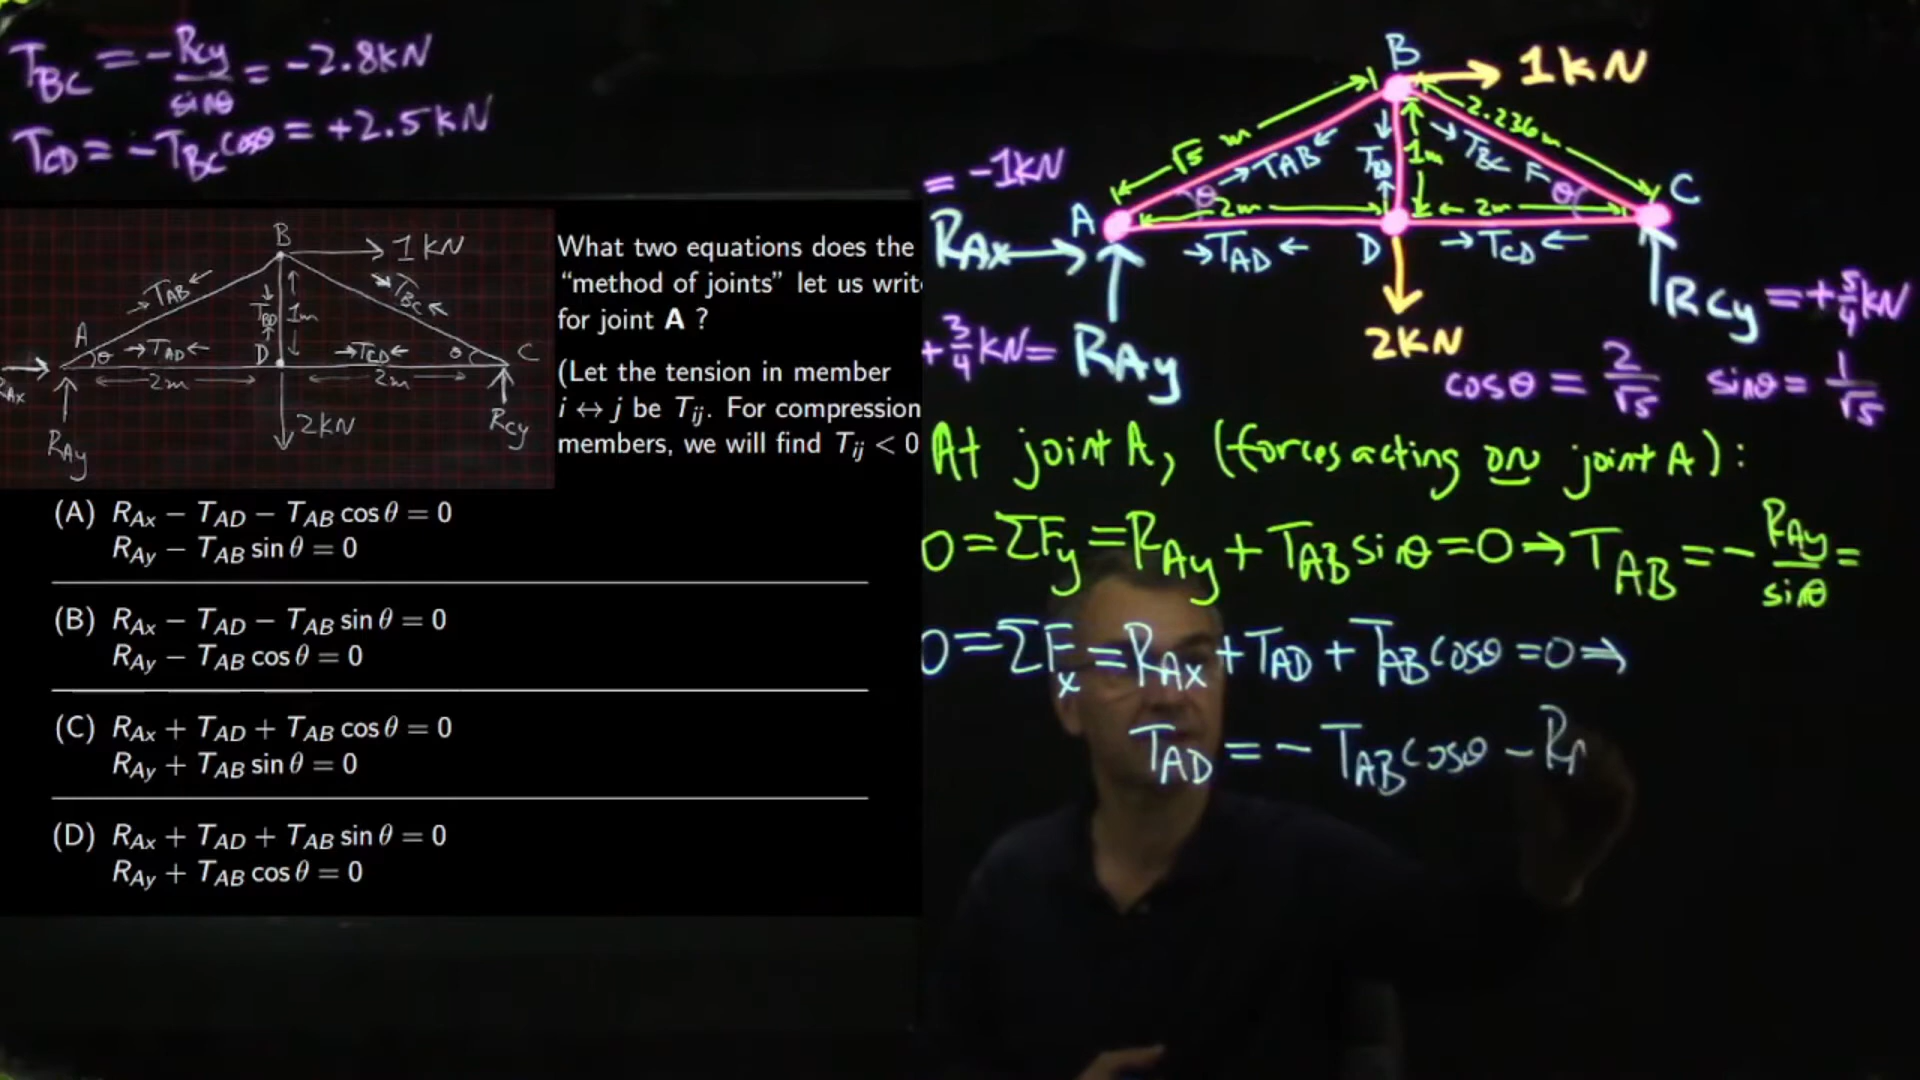 T_BC = -R_Cy/sinθ = -2.8kN
T_CD = -T_BC cosθ = +2.5kN
B
1kN
T_AB
T_BC
T_BD
1m
A
θ
T_AD
D
T_CD
θ
C
2m
2m
R_Ax
2kN
R_Ay
R_Cy
What two equations does the
“method of joints” let us writ
for joint A ?
(Let the tension in member
i ↔ j be T_ij. For compression
members, we will find T_ij < 0
(A) R_Ax − T_AD − T_AB cos θ = 0
R_Ay − T_AB sin θ = 0
(B) R_Ax − T_AD − T_AB sin θ = 0
R_Ay − T_AB cos θ = 0
(C) R_Ax + T_AD + T_AB cos θ = 0
R_Ay + T_AB sin θ = 0
(D) R_Ax + T_AD + T_AB sin θ = 0
R_Ay + T_AB cos θ = 0
B
1kN
√5 m
2.236m
T_AB
T_BD
1m
T_BC
= -1kN
A
θ
2m
2m
θ
C
R_Ax
T_AD
D
T_CD
+3/4kN = R_Ay
2kN
R_Cy = +5/4kN
cosθ = 2/√5 sinθ = 1/√5
At joint A, (forces acting on joint A):
0 = ΣF_y = R_Ay + T_AB sinθ = 0 ⇒ T_AB = -R_Ay/sinθ =
0 = ΣF_x = R_Ax + T_AD + T_AB cosθ = 0 ⇒
T_AD = - T_AB cosθ - R